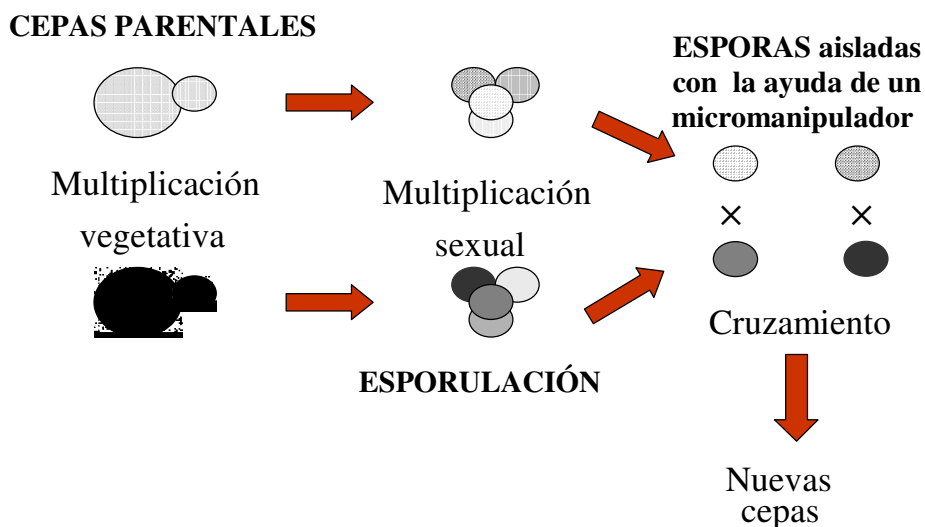 CEPAS PARENTALES
Multiplicación
vegetativa
Multiplicación
sexual
ESPORULACIÓN
ESPORAS aisladas
con la ayuda de un
micromanipulador
×
×
Cruzamiento
Nuevas
cepas